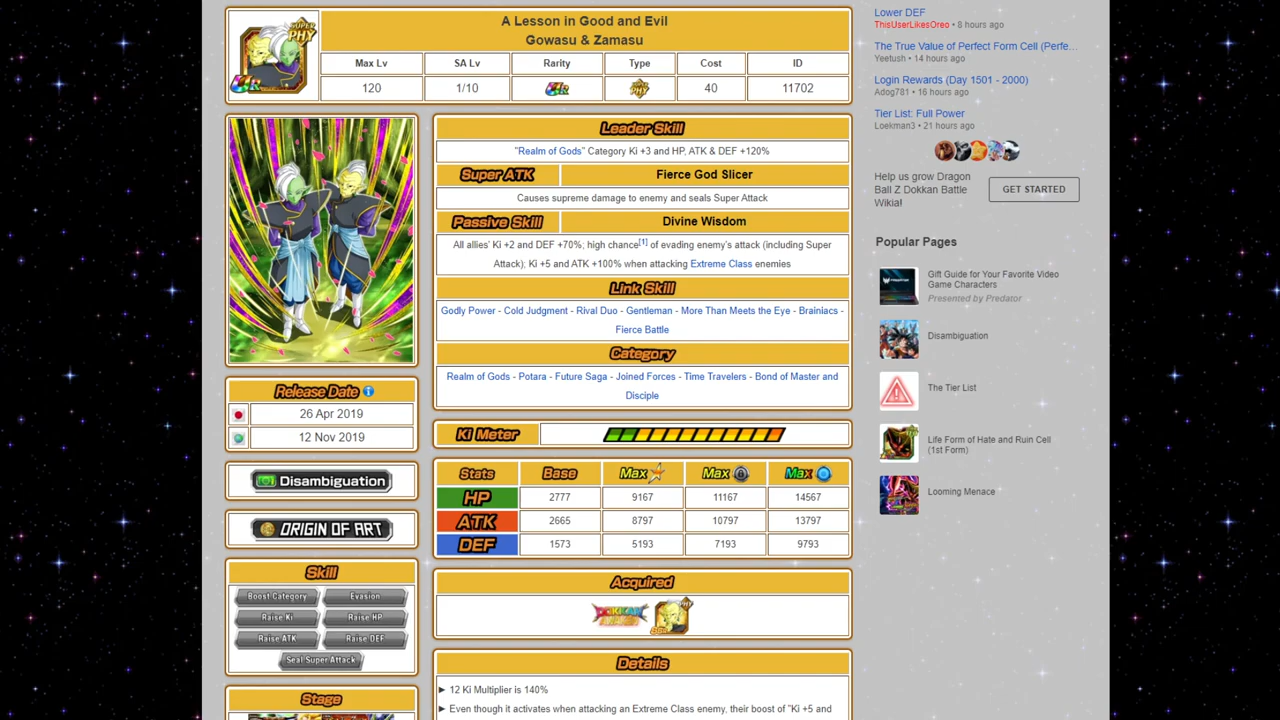 A Lesson in Good and Evil
Gowasu & Zamasu
SUPER PHY
UR
Max Lv
SA Lv
Rarity
Type
Cost
ID
120
1/10
UR
SUPER PHY
40
11702
Leader Skill
"Realm of Gods" Category Ki +3 and HP, ATK & DEF +120%
Super ATK
Fierce God Slicer
Causes supreme damage to enemy and seals Super Attack
Passive Skill
Divine Wisdom
All allies' Ki +2 and DEF +70%; high chance[1] of evading enemy's attack (including Super
Attack); Ki +5 and ATK +100% when attacking Extreme Class enemies
Link Skill
Godly Power - Cold Judgment - Rival Duo - Gentleman - More Than Meets the Eye - Brainiacs -
Fierce Battle
Category
Realm of Gods - Potara - Future Saga - Joined Forces - Time Travelers - Bond of Master and
Disciple
Release Date
26 Apr 2019
12 Nov 2019
Ki Meter
Disambiguation
ORIGIN OF ART
Stats
Base
Max
Max
Max
HP
2777
9167
11167
14567
ATK
2665
8797
10797
13797
DEF
1573
5193
7193
9793
Skill
Boost Category
Evasion
Raise Ki
Raise HP
Raise ATK
Raise DEF
Seal Super Attack
Stage
Acquired
DOKKAN
PHY
SSR
Details
► 12 Ki Multiplier is 140%
► Even though it activates when attacking an Extreme Class enemy, their boost of "Ki +5 and
Lower DEF
ThisUserLikesOreo • 8 hours ago
The True Value of Perfect Form Cell (Perfe...
Yeetush • 14 hours ago
Login Rewards (Day 1501 - 2000)
Adog781 • 16 hours ago
Tier List: Full Power
Loekman3 • 21 hours ago
Help us grow Dragon
Ball Z Dokkan Battle
Wikia!
GET STARTED
Popular Pages
Gift Guide for Your Favorite Video
Game Characters
Presented by Predator
Disambiguation
The Tier List
Life Form of Hate and Ruin Cell
(1st Form)
Looming Menace